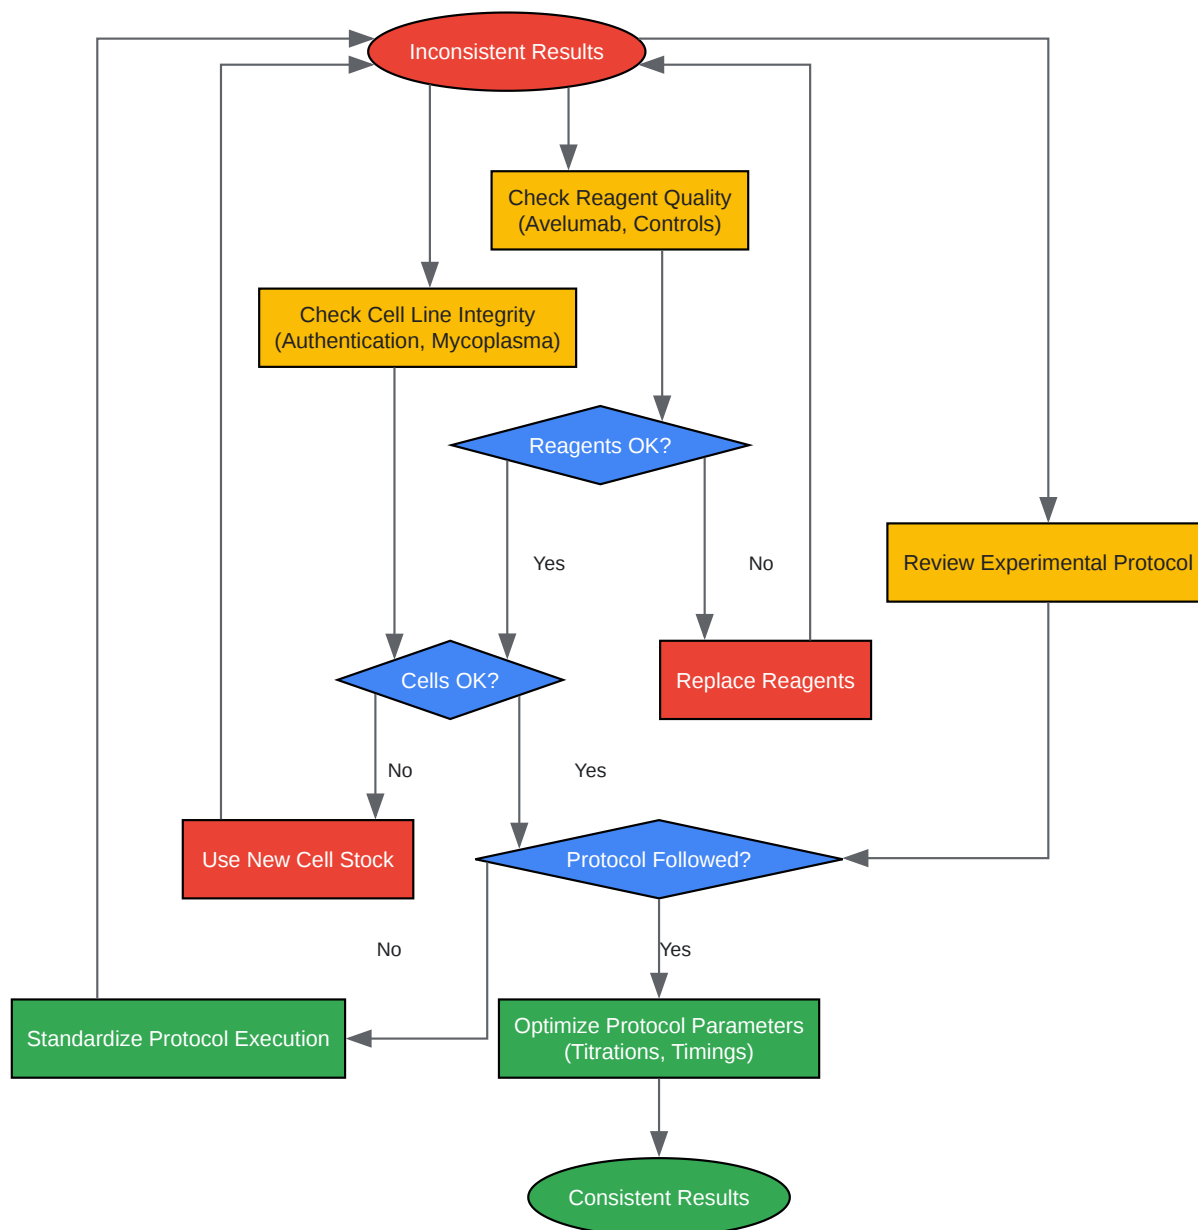 Inconsistent Results
Check Reagent Quality
(Avelumab, Controls)
Check Cell Line Integrity
(Authentication, Mycoplasma)
Reagents OK?
Review Experimental Protocol
Yes
No
Cells OK?
Replace Reagents
No
Yes
Use New Cell Stock
Protocol Followed?
No
Yes
Standardize Protocol Execution
Optimize Protocol Parameters
(Titrations, Timings)
Consistent Results